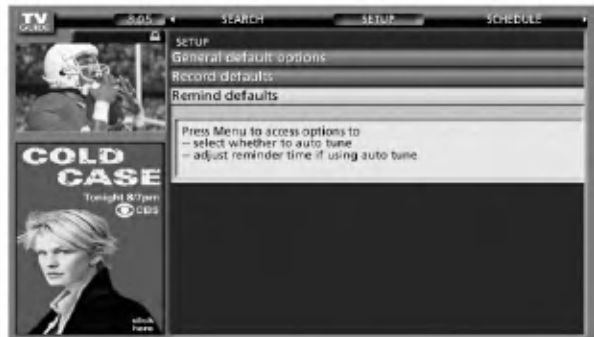 TV
GUIDE
8:05
SEARCH
SETUP
SCHEDULE
SETUP
General default options
Record defaults
Remind defaults
Press Menu to access options to
– select whether to auto tune
– adjust reminder time if using auto tune
COLD
CASE
Tonight 8/7pm
CBS
click
here